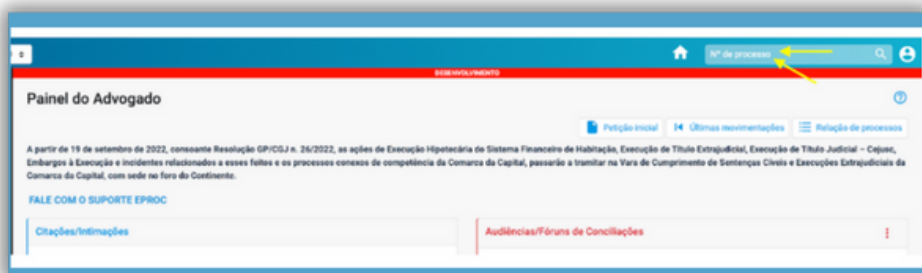 Nº de processo
DESENVOLVIMENTO
Painel do Advogado
Petição inicial
Últimas movimentações
Relação de processos
A partir de 19 de setembro de 2022, consoante Resolução GP/CGJ n. 26/2022, as ações de Execução Hipotecária do Sistema Financeiro de Habitação, Execução de Título Extrajudicial, Execução de Título Judicial – Cejusc,
Embargos à Execução e incidentes relacionados a esses feitos e os processos conexos de competência da Comarca da Capital, passarão a tramitar na Vara de Cumprimento de Sentenças Cíveis e Execuções Extrajudiciais da
Comarca da Capital, com sede no foro do Continente.
FALE COM O SUPORTE EPROC
Citações/Intimações
Audiências/Fóruns de Conciliações